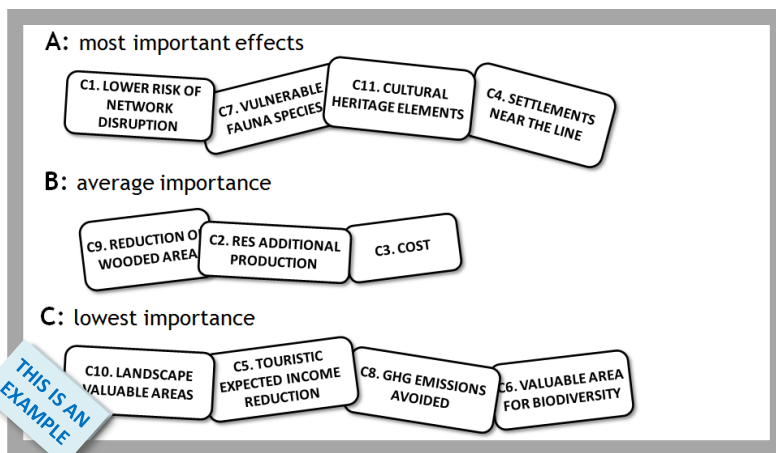 A: most important effects
C1. LOWER RISK OF
NETWORK
DISRUPTION
C7. VULNERABLE
FAUNA SPECIES
C11. CULTURAL
HERITAGE ELEMENTS
C4. SETTLEMENTS
NEAR THE LINE
B: average importance
C9. REDUCTION O
WOODED AREA
C2. RES ADDITIONAL
PRODUCTION
C3. COST
C: lowest importance
C10. LANDSCAPE
VALUABLE AREAS
C5. TOURISTIC
EXPECTED INCOME
REDUCTION
C8. GHG EMISSIONS
AVOIDED
C6. VALUABLE AREA
FOR BIODIVERSITY
THIS IS AN
EXAMPLE